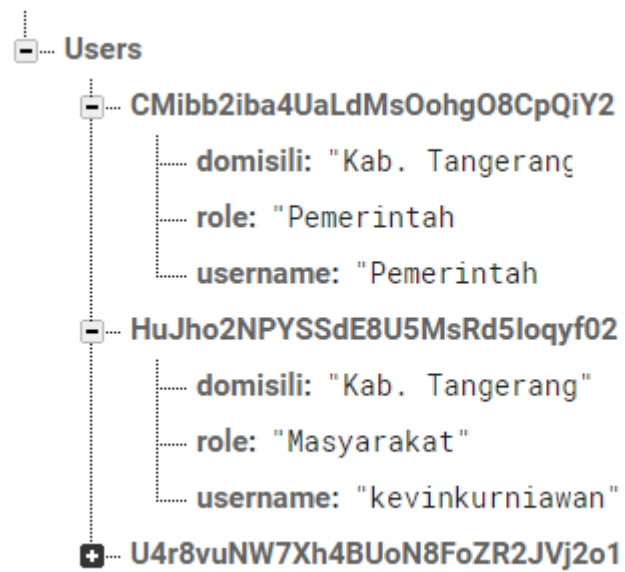 Users
CMibb2iba4UaLdMsOohgO8CpQiY2
domisili: "Kab. Tangerang
role: "Pemerintah
username: "Pemerintah
HuJho2NPYSSdE8U5MsRd5loqyf02
domisili: "Kab. Tangerang"
role: "Masyarakat"
username: "kevinkurniawan"
U4r8vuNW7Xh4BUoN8FoZR2JVj2o1